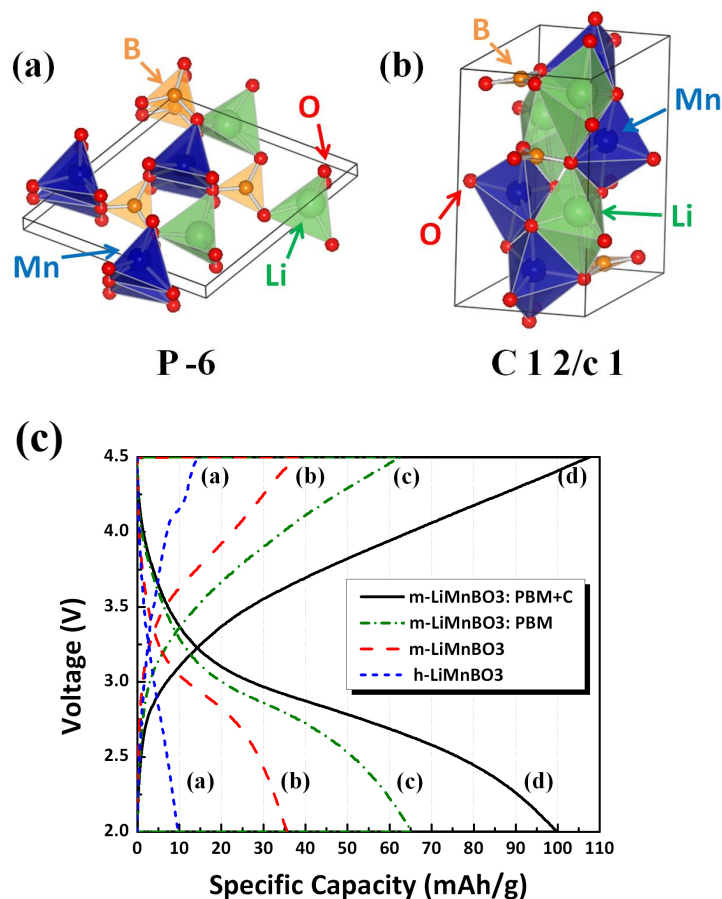 (a)
B
O
Mn
Li
P -6
(b)
B
Mn
O
Li
C 1 2/c 1
(c)
Voltage (V)
4.5
4.0
3.5
3.0
2.5
2.0
(a)
(b)
(c)
(d)
m-LiMnBO3: PBM+C
m-LiMnBO3: PBM
m-LiMnBO3
h-LiMnBO3
(a)
(b)
(c)
(d)
0 10 20 30 40 50 60 70 80 90 100 110
Specific Capacity (mAh/g)